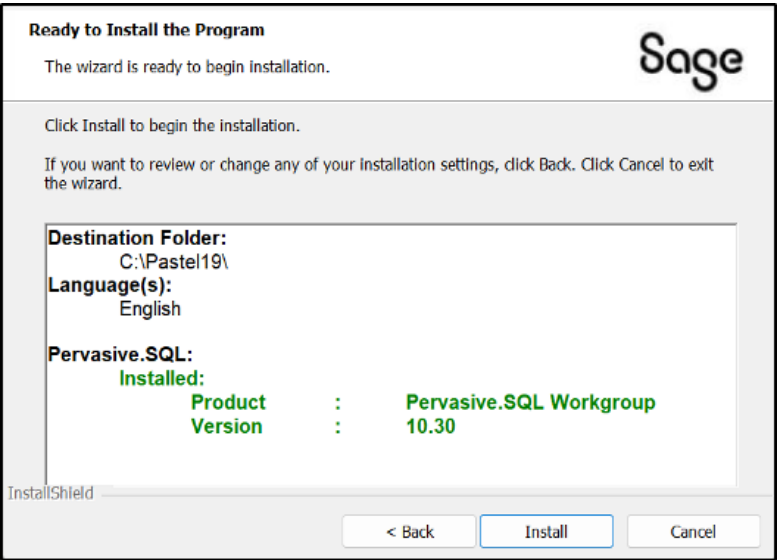 Ready to Install the Program
The wizard is ready to begin installation.
Sage
Click Install to begin the installation.
If you want to review or change any of your installation settings, click Back. Click Cancel to exit
the wizard.
Destination Folder:
C:\Pastel19\
Language(s):
English
Pervasive.SQL:
Installed:
Product : Pervasive.SQL Workgroup
Version : 10.30
InstallShield
< Back Install Cancel